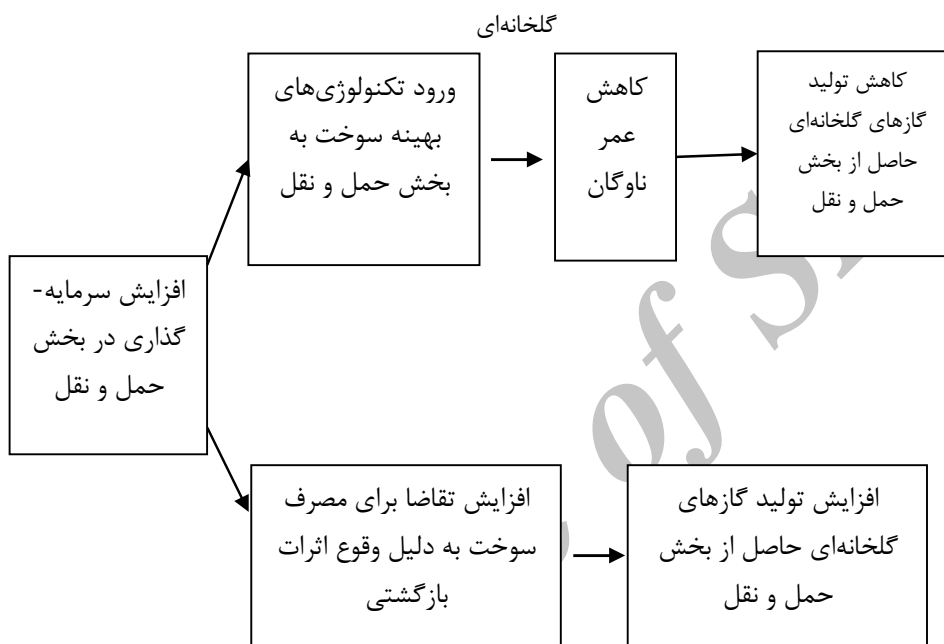 گلخانه‌ای
ورود تکنولوژی‌های
بهینه سوخت به
بخش حمل و نقل
کاهش
عمر
ناوگان
کاهش تولید
گازهای گلخانه‌ای
حاصل از بخش
حمل و نقل
افزایش سرمایه-
گذاری در بخش
حمل و نقل
افزایش تقاضا برای مصرف
سوخت به دلیل وقوع اثرات
بازگشتی
افزایش تولید گازهای
گلخانه‌ای حاصل از بخش
حمل و نقل
of